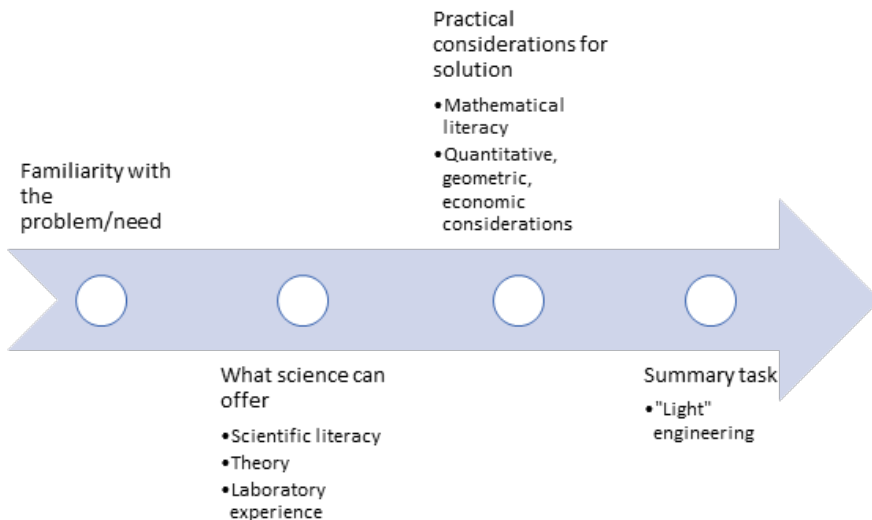 Familiarity with
the
problem/need
What science can
offer
•Scientific literacy
•Theory
•Laboratory
experience
Practical
considerations for
solution
•Mathematical
literacy
•Quantitative,
geometric,
economic
considerations
Summary task
•"Light"
engineering